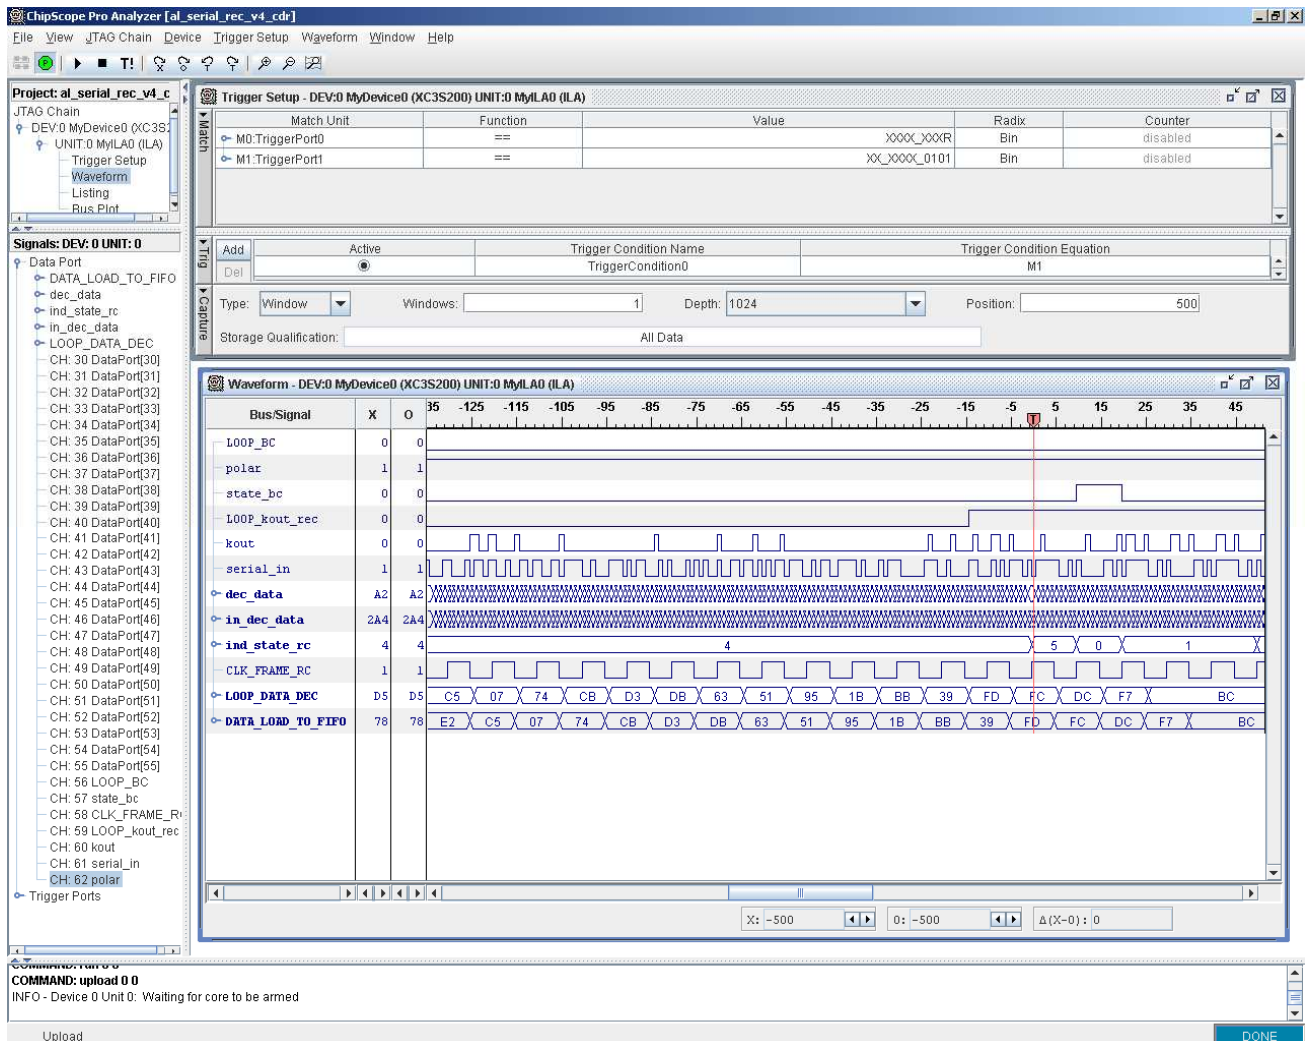 ChipScope Pro Analyzer [al_serial_rec_v4_cdr]
File View JTAG Chain Device Trigger Setup Waveform Window Help
T!
Project: al_serial_rec_v4_c
JTAG Chain
DEV:0 MyDevice0 (XC3S2
UNIT:0 MyILA0 (ILA)
Trigger Setup
Waveform
Listing
Bus Plot
Signals: DEV: 0 UNIT: 0
Data Port
DATA_LOAD_TO_FIFO
dec_data
ind_state_rc
in_dec_data
LOOP_DATA_DEC
CH: 30 DataPort[30]
CH: 31 DataPort[31]
CH: 32 DataPort[32]
CH: 33 DataPort[33]
CH: 34 DataPort[34]
CH: 35 DataPort[35]
CH: 36 DataPort[36]
CH: 37 DataPort[37]
CH: 38 DataPort[38]
CH: 39 DataPort[39]
CH: 40 DataPort[40]
CH: 41 DataPort[41]
CH: 42 DataPort[42]
CH: 43 DataPort[43]
CH: 44 DataPort[44]
CH: 45 DataPort[45]
CH: 46 DataPort[46]
CH: 47 DataPort[47]
CH: 48 DataPort[48]
CH: 49 DataPort[49]
CH: 50 DataPort[50]
CH: 51 DataPort[51]
CH: 52 DataPort[52]
CH: 53 DataPort[53]
CH: 54 DataPort[54]
CH: 55 DataPort[55]
CH: 56 LOOP_BC
CH: 57 state_bc
CH: 58 CLK_FRAME_R
CH: 59 LOOP_kout_rec
CH: 60 kout
CH: 61 serial_in
CH: 62 polar
Trigger Ports
Trigger Setup - DEV:0 MyDevice0 (XC3S200) UNIT:0 MyILA0 (ILA)
Match
Match Unit Function Value Radix Counter
M0:TriggerPort0 == XXXX_XXXR Bin disabled
M1:TriggerPort1 == XX_XXXX_0101 Bin disabled
Trig
Add Active Trigger Condition Name Trigger Condition Equation
Del TriggerCondition0 M1
Capture
Type: Window Windows: 1 Depth: 1024 Position: 500
Storage Qualification: All Data
Waveform - DEV:0 MyDevice0 (XC3S200) UNIT:0 MyILA0 (ILA)
Bus/Signal X O 35 -125 -115 -105 -95 -85 -75 -65 -55 -45 -35 -25 -15 -5 5 15 25 35 45
T
LOOP_BC 0 0
polar 1 1
state_bc 0 0
LOOP_kout_rec 0 0
kout 0 0
serial_in 1 1
dec_data A2 A2
in_dec_data 2A4 2A4
ind_state_rc 4 4 4 5 0 1
CLK_FRAME_RC 1 1
LOOP_DATA_DEC D5 D5 C5 07 74 CB D3 DB 63 51 95 1B BB 39 FD FC DC F7 BC
DATA_LOAD_TO_FIFO 78 78 E2 C5 07 74 CB D3 DB 63 51 95 1B BB 39 FD FC DC F7 BC
X: -500 O: -500 Δ(X-O): 0
COMMAND: run 0 0
COMMAND: upload 0 0
INFO - Device 0 Unit 0: Waiting for core to be armed
Upload DONE